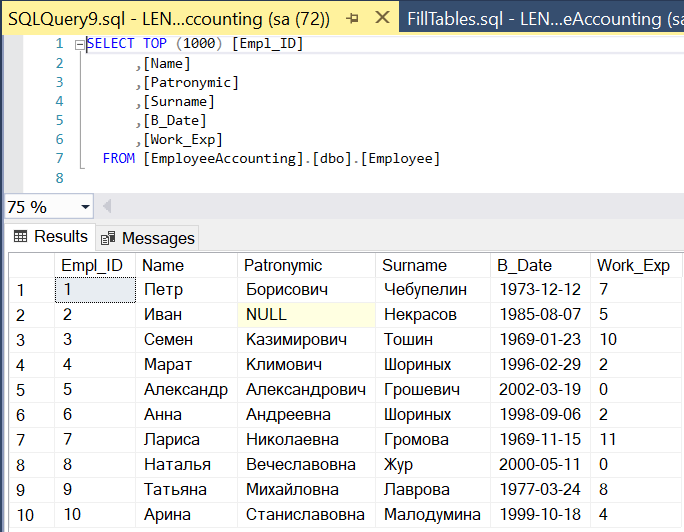 SQLQuery9.sql - LEN...ccounting (sa (72)) FillTables.sql - LEN...eAccounting (sa
1 SELECT TOP (1000) [Empl_ID]
2 ,[Name]
3 ,[Patronymic]
4 ,[Surname]
5 ,[B_Date]
6 ,[Work_Exp]
7 FROM [EmployeeAccounting].[dbo].[Employee]
8
75 %
Results Messages
Empl_ID Name Patronymic Surname B_Date Work_Exp
1 1 Петр Борисович Чебупелин 1973-12-12 7
2 2 Иван NULL Некрасов 1985-08-07 5
3 3 Семен Казимирович Тошин 1969-01-23 10
4 4 Марат Климович Шориных 1996-02-29 2
5 5 Александр Александрович Грошевич 2002-03-19 0
6 6 Анна Андреевна Шориных 1998-09-06 2
7 7 Лариса Николаевна Громова 1969-11-15 11
8 8 Наталья Вечеславовна Жур 2000-05-11 0
9 9 Татьяна Михайловна Лаврова 1977-03-24 8
10 10 Арина Станиславовна Малодумина 1999-10-18 4